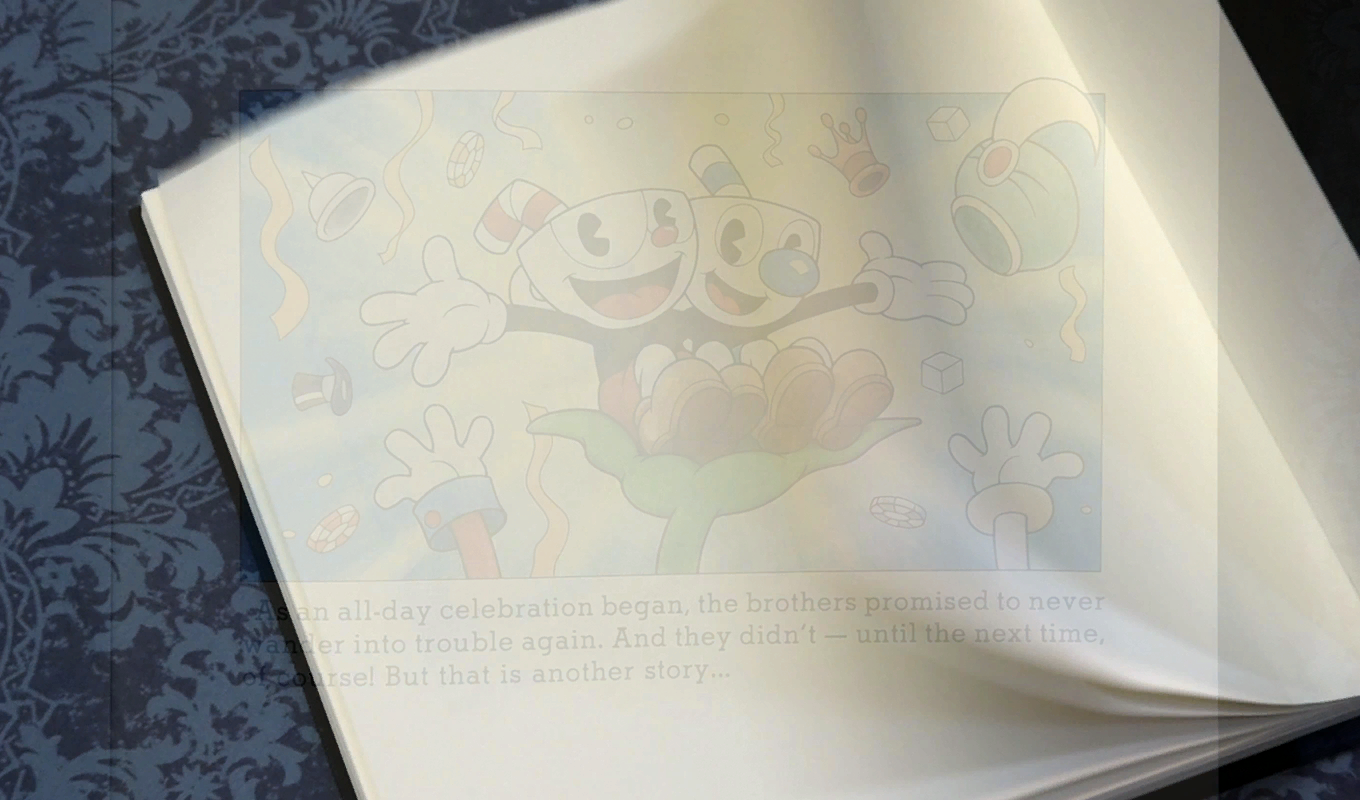 As an all-day celebration began, the brothers promised to never
wander into trouble again. And they didn't — until the next time,
of course! But that is another story...